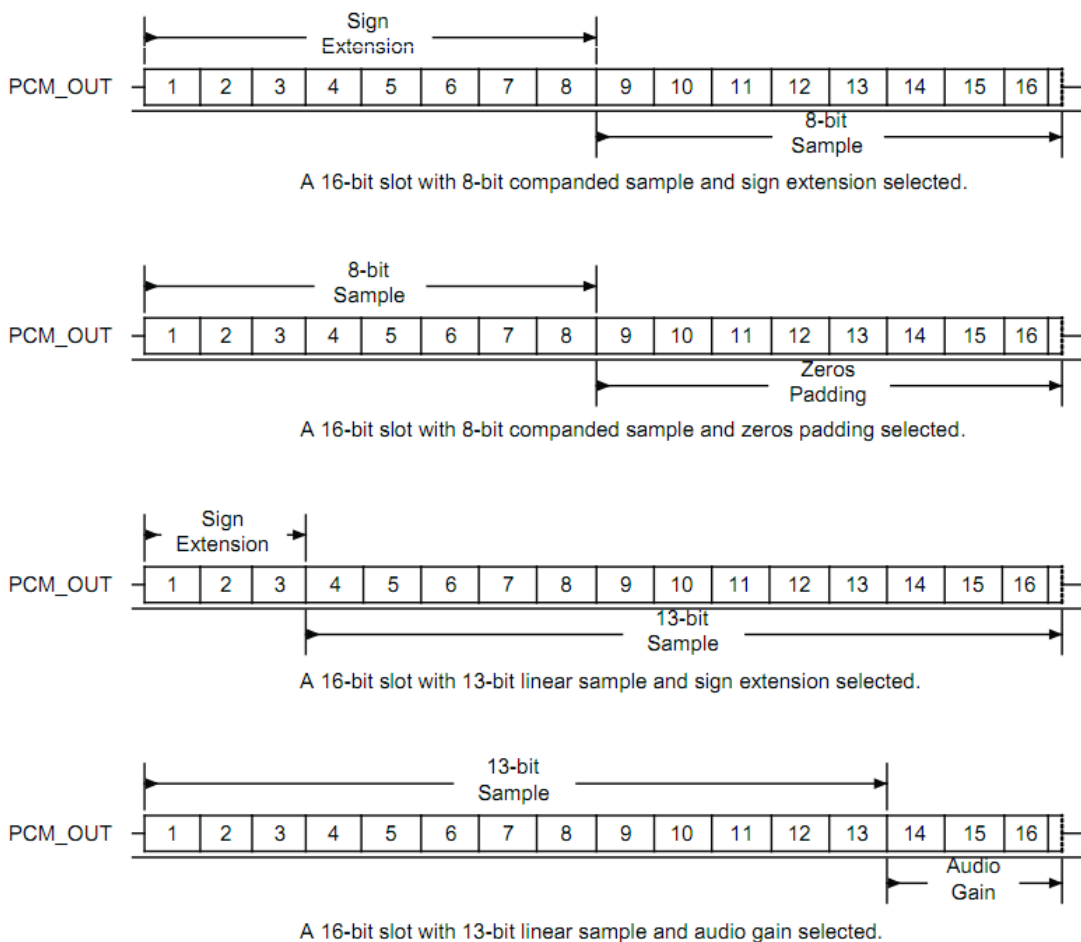 Sign
Extension
PCM_OUT 1 2 3 4 5 6 7 8 9 10 11 12 13 14 15 16
8-bit
Sample
A 16-bit slot with 8-bit companded sample and sign extension selected.
8-bit
Sample
PCM_OUT 1 2 3 4 5 6 7 8 9 10 11 12 13 14 15 16
Zeros
Padding
A 16-bit slot with 8-bit companded sample and zeros padding selected.
Sign
Extension
PCM_OUT 1 2 3 4 5 6 7 8 9 10 11 12 13 14 15 16
13-bit
Sample
A 16-bit slot with 13-bit linear sample and sign extension selected.
13-bit
Sample
PCM_OUT 1 2 3 4 5 6 7 8 9 10 11 12 13 14 15 16
Audio
Gain
A 16-bit slot with 13-bit linear sample and audio gain selected.